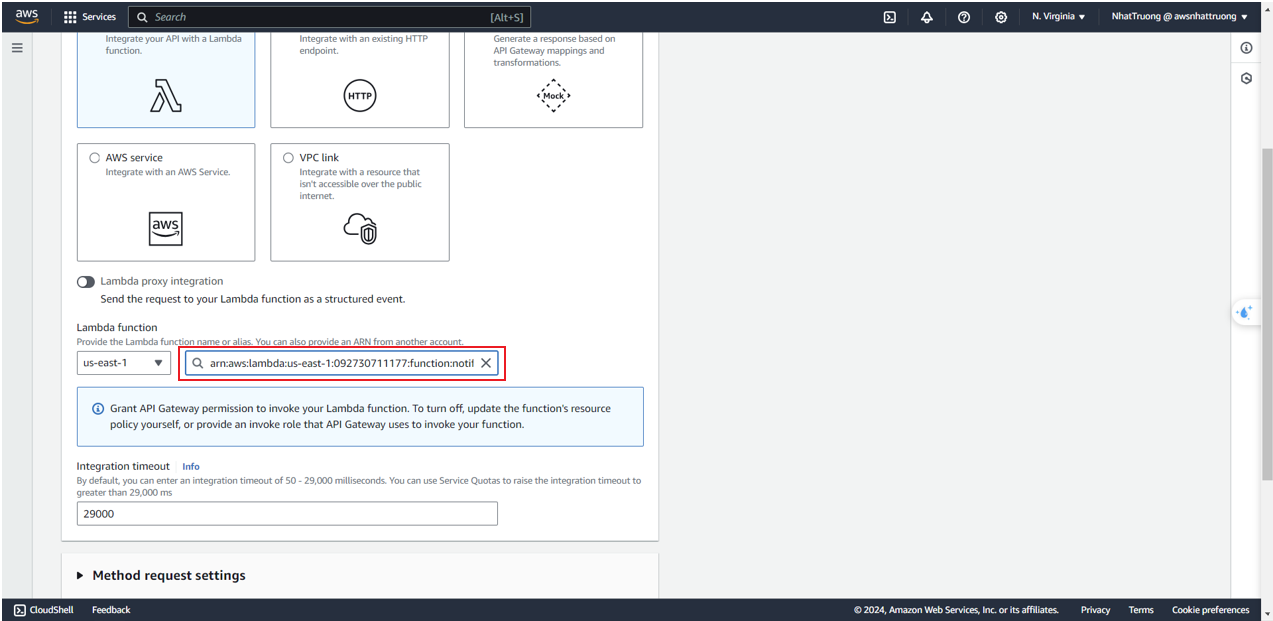 aws
Services
Search
[Alt+S]
N. Virginia
NhatTruong @ awsnhattruong
Integrate your API with a Lambda
function.
Integrate with an existing HTTP
endpoint.
Generate a response based on
API Gateway mappings and
transformations.
HTTP
Mock
AWS service
Integrate with an AWS Service.
aws
VPC link
Integrate with a resource that
isn't accessible over the public
internet.
Lambda proxy integration
Send the request to your Lambda function as a structured event.
Lambda function
Provide the Lambda function name or alias. You can also provide an ARN from another account.
us-east-1
arn:aws:lambda:us-east-1:092730711177:function:notif
Grant API Gateway permission to invoke your Lambda function. To turn off, update the function's resource
policy yourself, or provide an invoke role that API Gateway uses to invoke your function.
Integration timeout
Info
By default, you can enter an integration timeout of 50 - 29,000 milliseconds. You can use Service Quotas to raise the integration timeout to
greater than 29,000 ms
29000
Method request settings
CloudShell
Feedback
© 2024, Amazon Web Services, Inc. or its affiliates.
Privacy
Terms
Cookie preferences